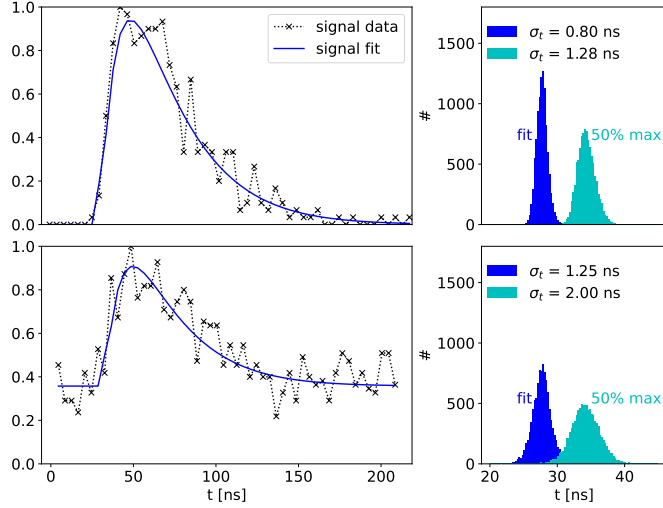 1.0
0.8
0.6
0.4
0.2
0.0
signal data
signal fit
1500
1000
500
0
#
σt = 0.80 ns
σt = 1.28 ns
fit
50% max
1.0
0.8
0.6
0.4
0.2
0.0
0 50 100 150 200
t [ns]
1500
1000
500
0
#
σt = 1.25 ns
σt = 2.00 ns
fit
50% max
20 30 40
t [ns]